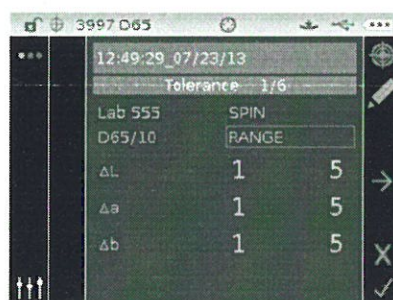 3997 D65
12:49:29_07/23/13
Tolerance 1/6
Lab 555 SPIN
D65/10 RANGE
ΔL 1 5
Δa 1 5
Δb 1 5